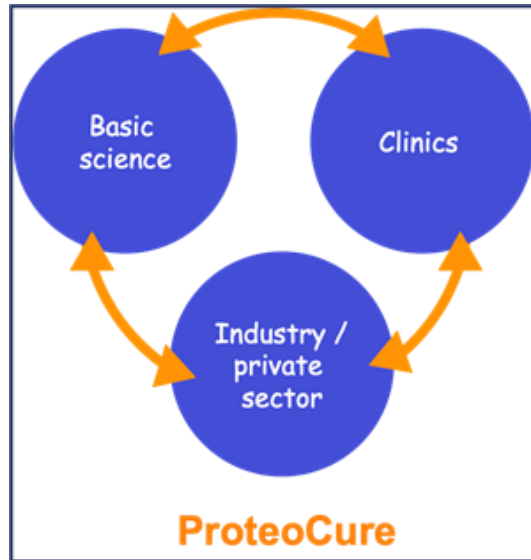 Basic
science
Clinics
Industry /
private
sector
ProteoCure